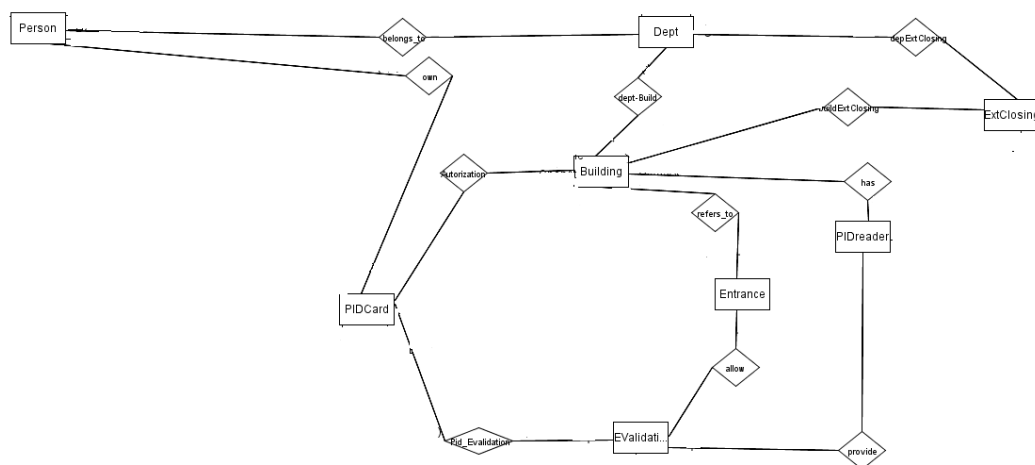 Person
Dept
belongs_to
depExtClosing
own
dept-Build
buildExtClosing
ExtClosing
Autorization
Building
has
refers_to
PIDreader
PIDCard
Entrance
allow
Pid_Evalidation
EValidati...
provide